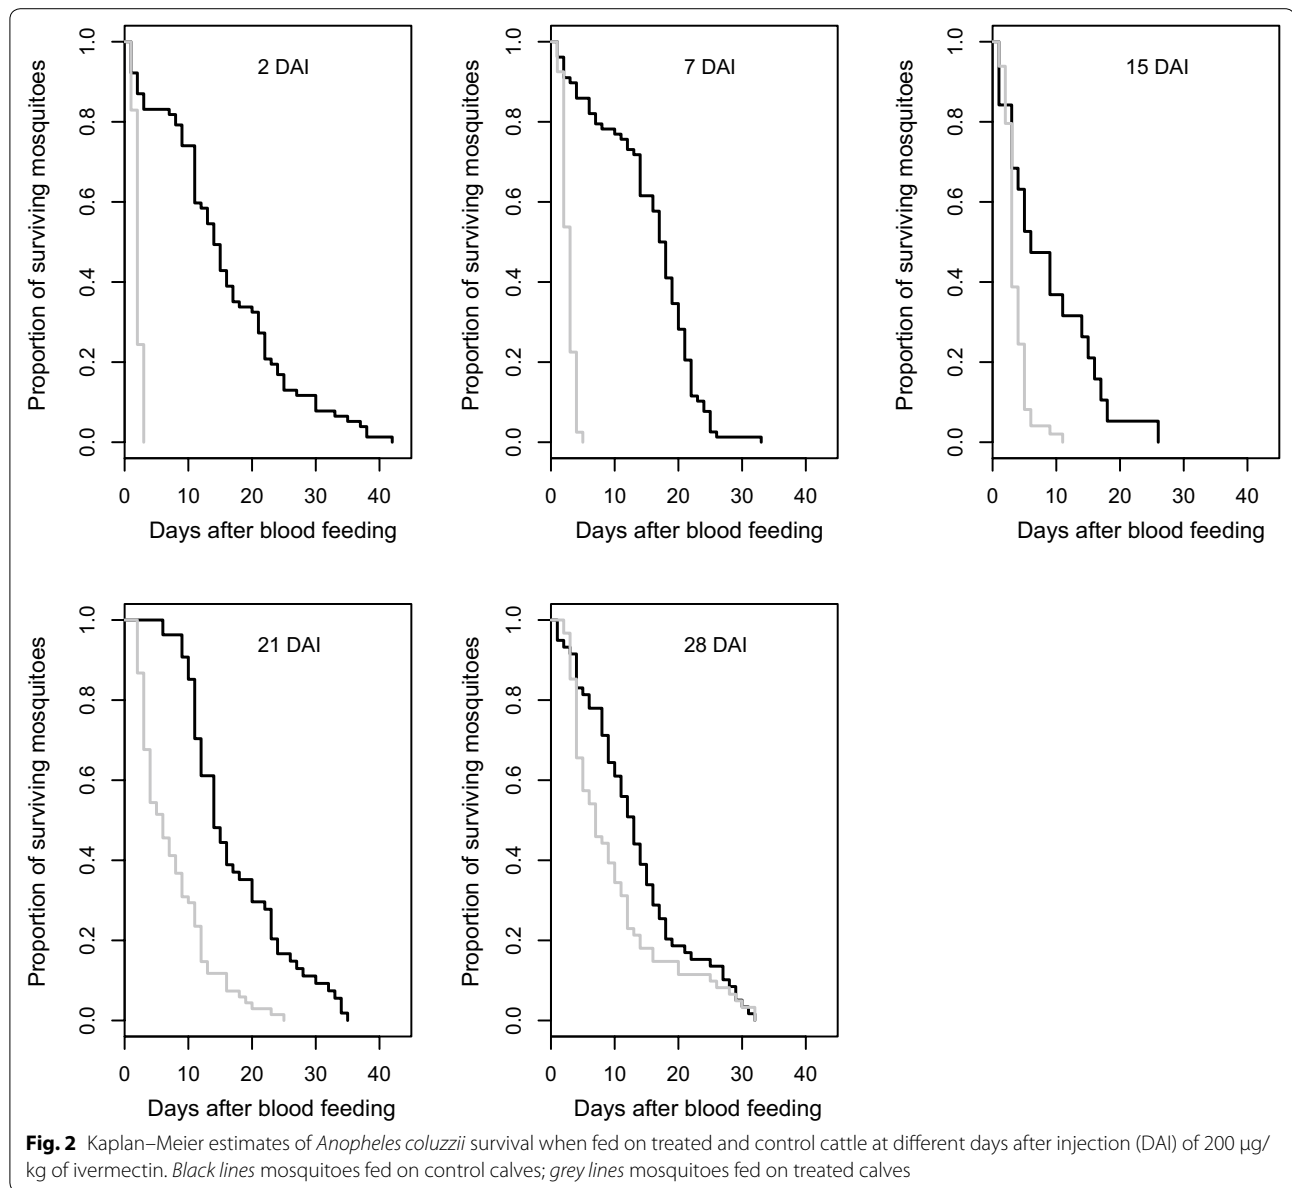 2 DAI
Proportion of surviving mosquitoes
1.0
0.8
0.6
0.4
0.2
0.0
0 10 20 30 40
Days after blood feeding
7 DAI
Proportion of surviving mosquitoes
1.0
0.8
0.6
0.4
0.2
0.0
0 10 20 30 40
Days after blood feeding
15 DAI
Proportion of surviving mosquitoes
1.0
0.8
0.6
0.4
0.2
0.0
0 10 20 30 40
Days after blood feeding
21 DAI
Proportion of surviving mosquitoes
1.0
0.8
0.6
0.4
0.2
0.0
0 10 20 30 40
Days after blood feeding
28 DAI
Proportion of surviving mosquitoes
1.0
0.8
0.6
0.4
0.2
0.0
0 10 20 30 40
Days after blood feeding
Fig. 2 Kaplan–Meier estimates of Anopheles coluzzii survival when fed on treated and control cattle at different days after injection (DAI) of 200 µg/
kg of ivermectin. Black lines mosquitoes fed on control calves; grey lines mosquitoes fed on treated calves